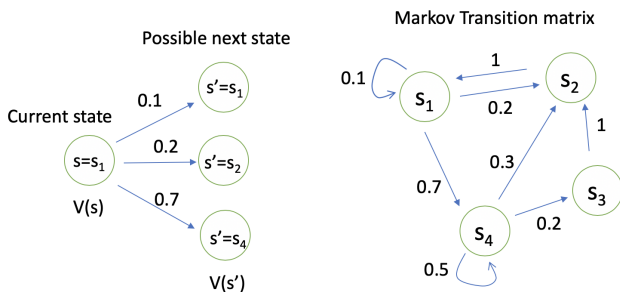 Possible next state
Current state
s=s1
V(s)
0.1
0.2
0.7
s'=s1
s'=s2
s'=s4
V(s')
Markov Transition matrix
0.1
s1
1
0.2
s2
0.7
0.3
1
s4
0.2
s3
0.5